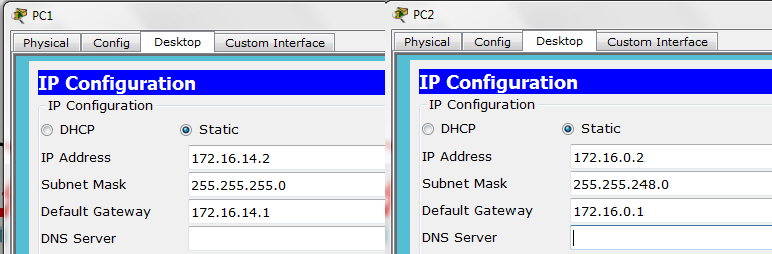 PC1
Physical Config Desktop Custom Interface
IP Configuration
IP Configuration
DHCP Static
IP Address 172.16.14.2
Subnet Mask 255.255.255.0
Default Gateway 172.16.14.1
DNS Server
PC2
Physical Config Desktop Custom Interface
IP Configuration
IP Configuration
DHCP Static
IP Address 172.16.0.2
Subnet Mask 255.255.248.0
Default Gateway 172.16.0.1
DNS Server